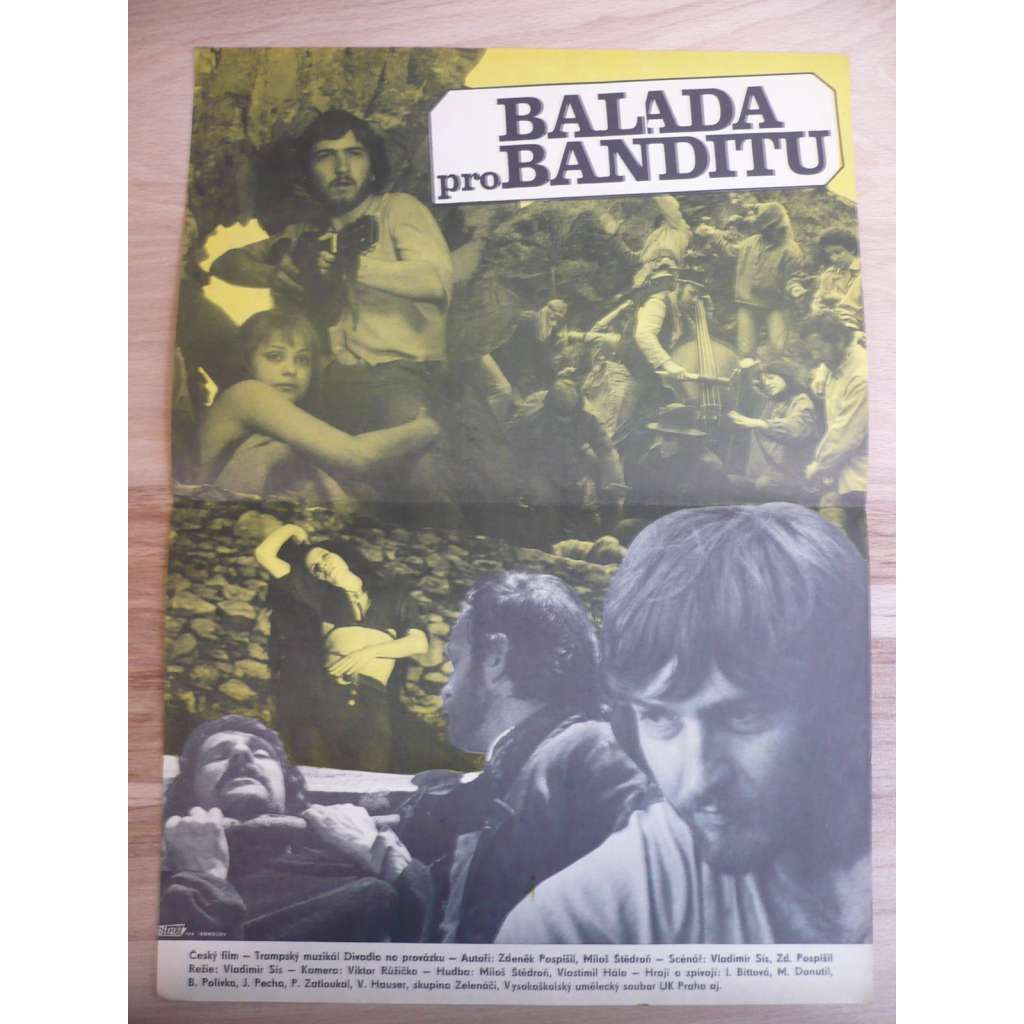 BALADA
pro BANDITU
Český film – Trampský muzikál Divadla na provázku – Autoři: Zdeněk Pospíšil, Miloš Štědroň – Scénář: Vladimír Sís, Zd. Pospíšil
Režie: Vladimír Sís – Kamera: Viktor Růžička – Hudba: Miloš Štědroň, Vlastimil Hála – Hrají a zpívají: I. Bittová, M. Donutil,
B. Polívka, J. Pecha, P. Zatloukal, V. Hauser, skupina Zelenáči, Vysokoškolský umělecký soubor UK Praha aj.